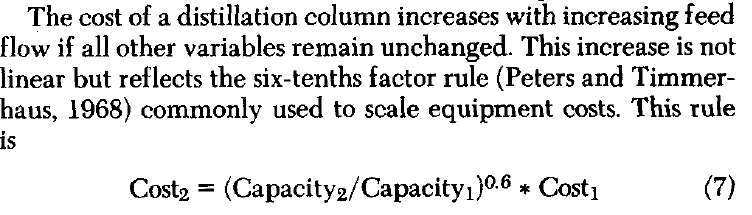 The cost of a distillation column increases with increasing feed
flow if all other variables remain unchanged. This increase is not
linear but reflects the six-tenths factor rule (Peters and Timmer-
haus, 1968) commonly used to scale equipment costs. This rule
is
Cost₂ = (Capacity₂/Capacity₁)⁰·⁶ * Cost₁ (7)